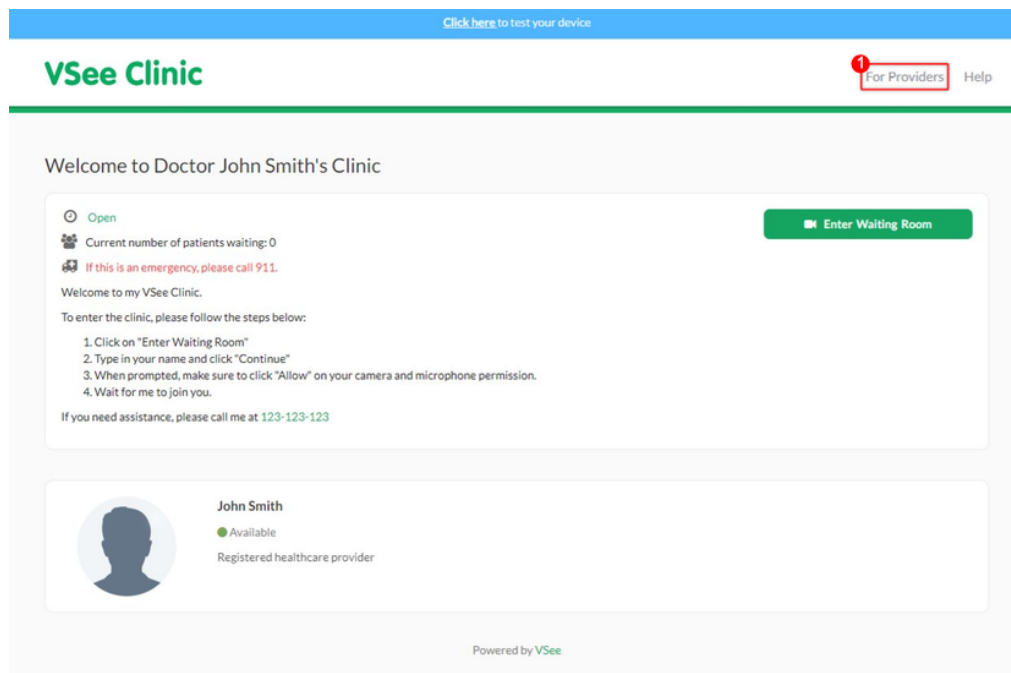 Click here to test your device
VSee Clinic
1
For Providers Help
Welcome to Doctor John Smith's Clinic
Open
Enter Waiting Room
Current number of patients waiting: 0
If this is an emergency, please call 911.
Welcome to my VSee Clinic.
To enter the clinic, please follow the steps below:
1. Click on "Enter Waiting Room"
2. Type in your name and click "Continue"
3. When prompted, make sure to click "Allow" on your camera and microphone permission.
4. Wait for me to join you.
If you need assistance, please call me at 123-123-123
John Smith
Available
Registered healthcare provider
Powered by VSee